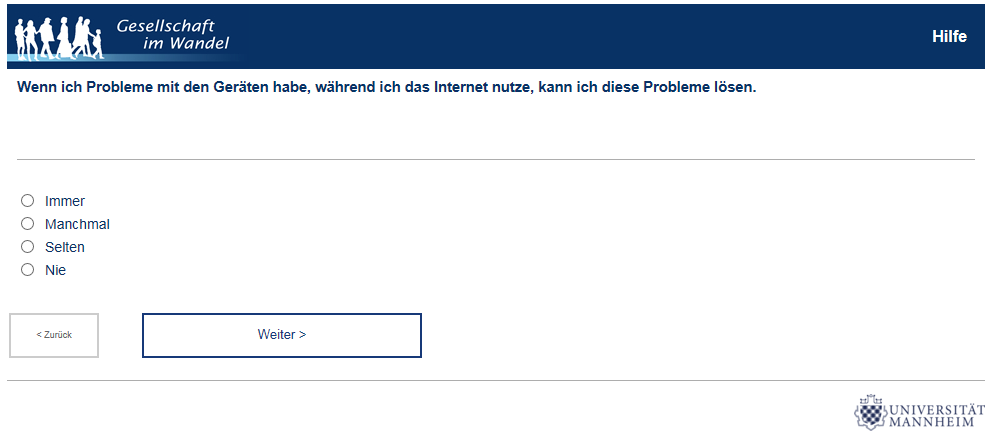 Gesellschaft
im Wandel
Hilfe
Wenn ich Probleme mit den Geräten habe, während ich das Internet nutze, kann ich diese Probleme lösen.
Immer
Manchmal
Selten
Nie
< Zurück
Weiter >
UNIVERSITÄT
MANNHEIM